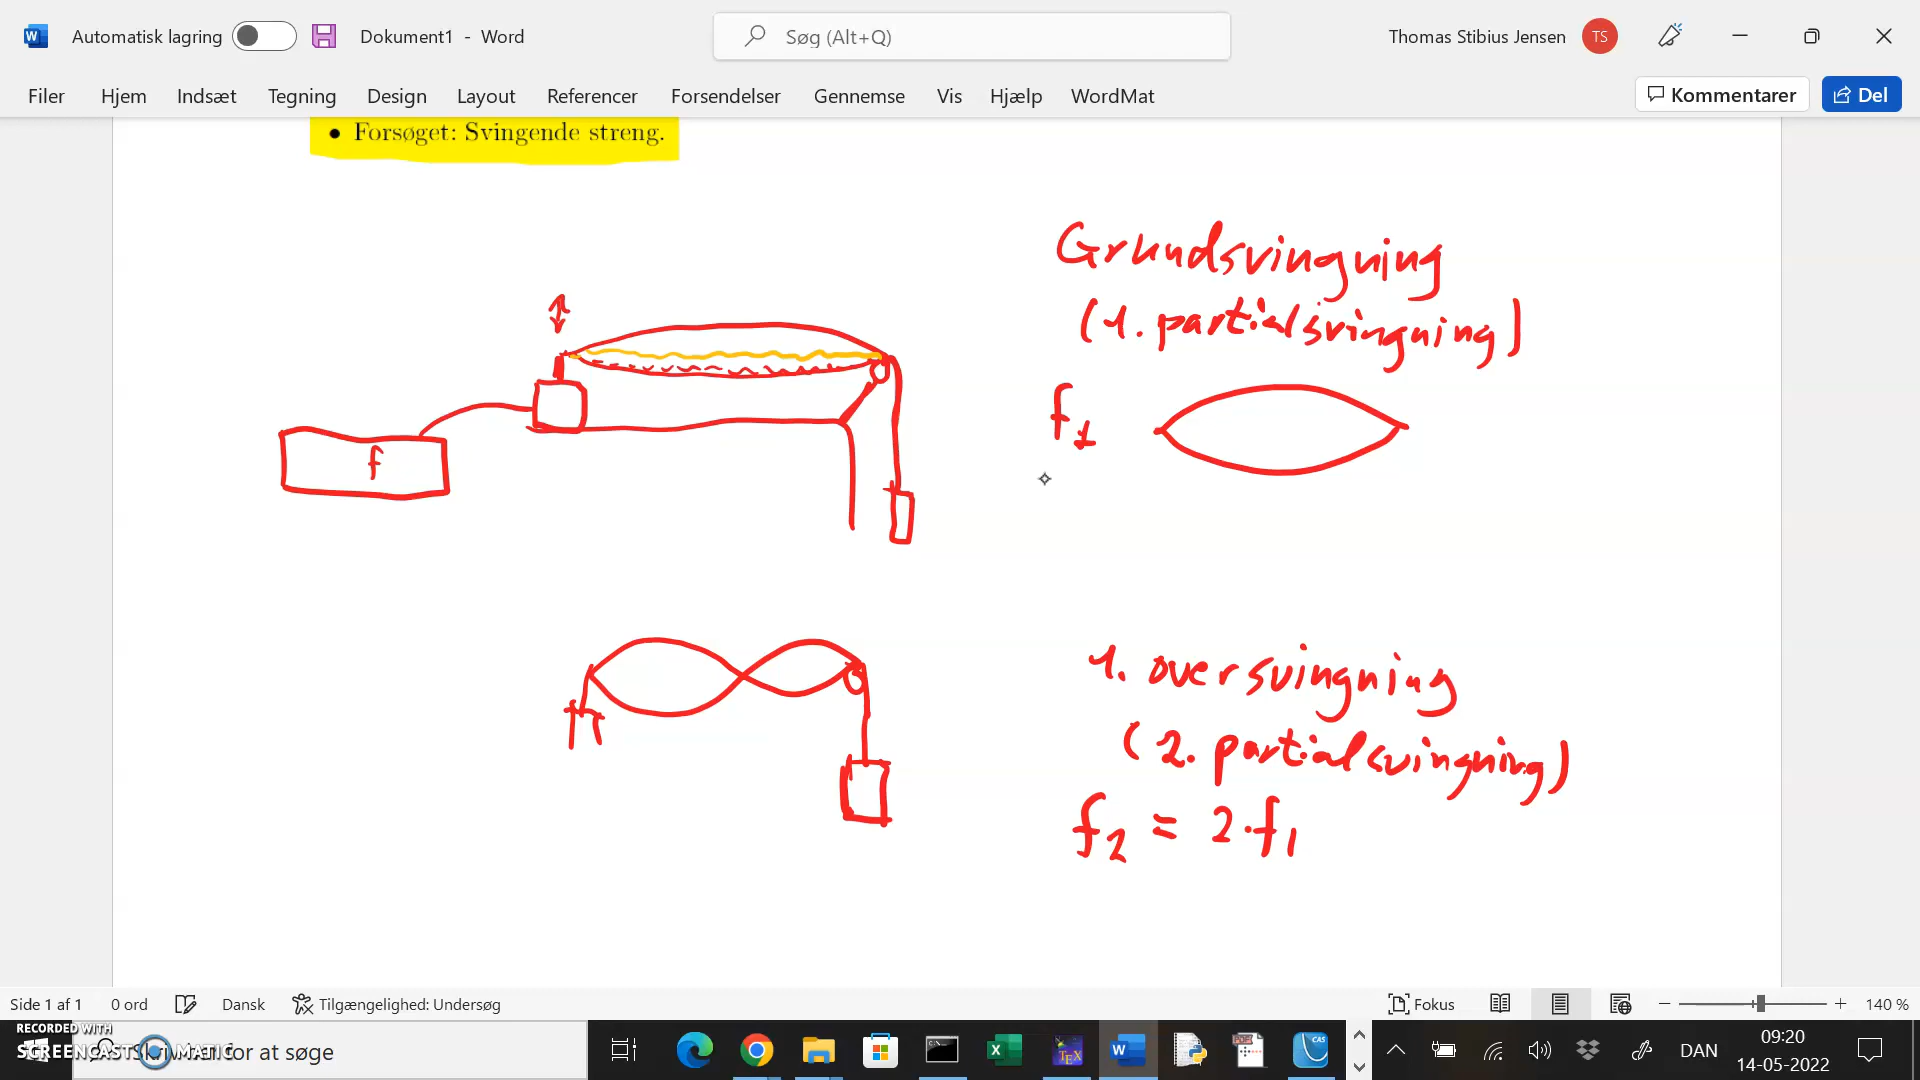 Automatisk lagring
Dokument1 - Word
Søg (Alt+Q)
Thomas Stibius Jensen
TS
Filer Hjem Indsæt Tegning Design Layout Referencer Forsendelser Gennemse Vis Hjælp WordMat
Kommentarer
Del
• Forsøget: Svingende streng.
Grundsvingning
(1. partialsvingning)
f1
f
1. oversvingning
(2. partialsvingning)
f2 = 2·f1
Side 1 af 1 0 ord Dansk Tilgængelighed: Undersøg
Fokus
140 %
RECORDED WITH
SCREENCAST MATIC
for at søge
DAN
09:20
14-05-2022